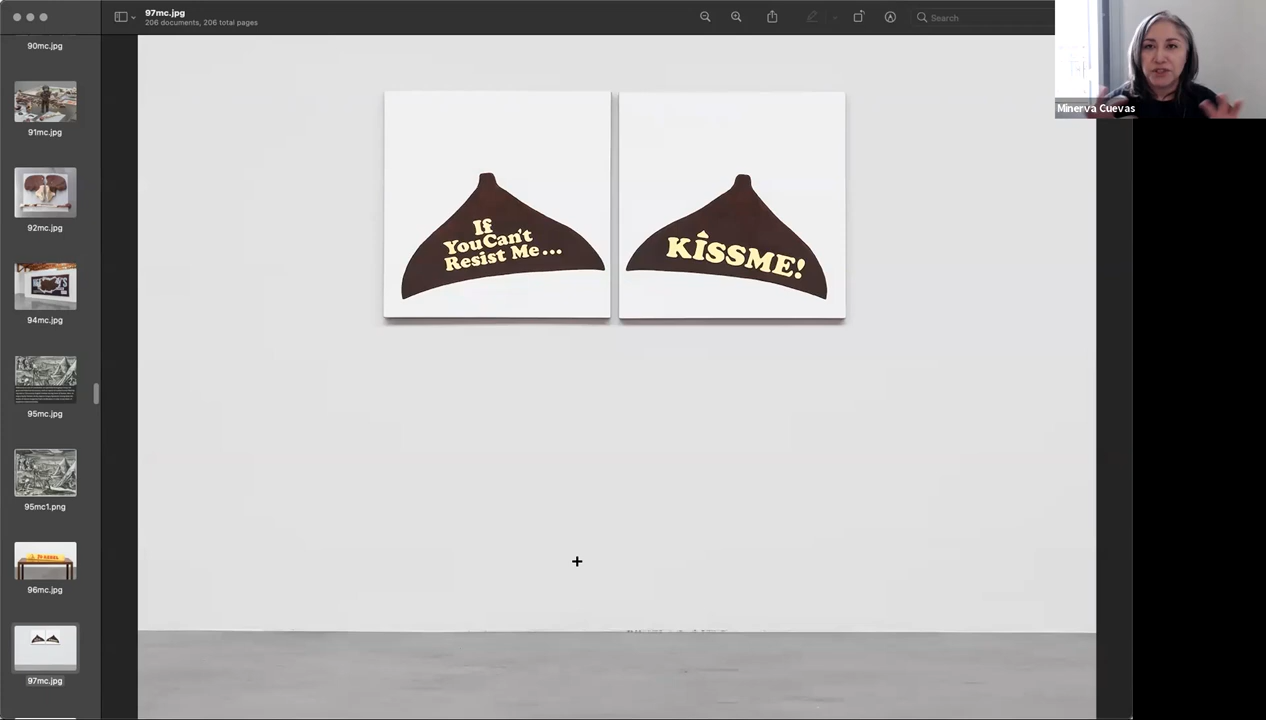 97mc.jpg
206 documents, 206 total pages
Search
Minerva Cuevas
90mc.jpg
91mc.jpg
92mc.jpg
94mc.jpg
95mc.jpg
95mc1.png
96mc.jpg
97mc.jpg
If
You Can't
Resist Me...
KISSME!